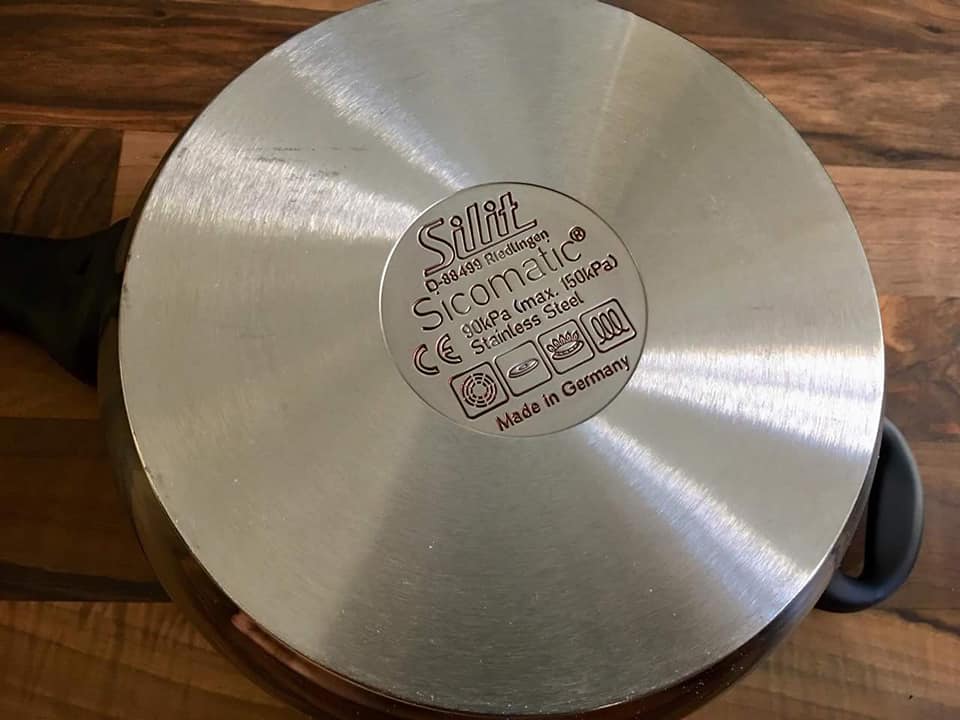 Silit
D-88499 Riedlingen
Sicomatic®
90kPa (max. 150kPa)
Stainless Steel
CE
Made in Germany